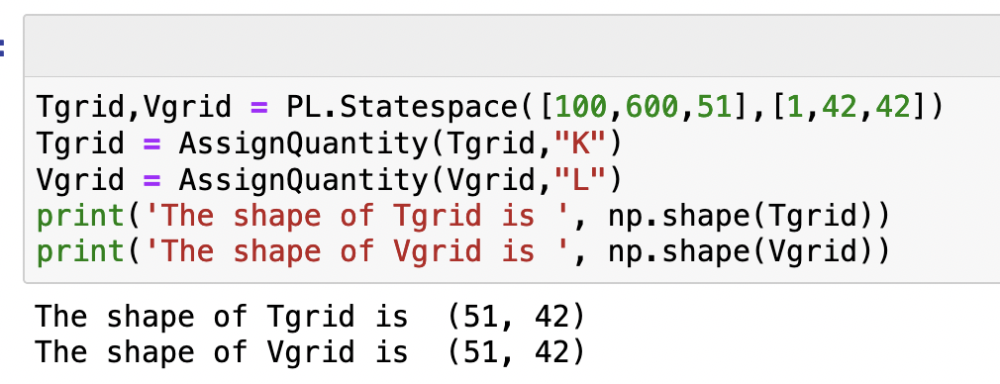 :
Tgrid,Vgrid = PL.Statespace([100,600,51],[1,42,42])
Tgrid = AssignQuantity(Tgrid,"K")
Vgrid = AssignQuantity(Vgrid,"L")
print('The shape of Tgrid is ', np.shape(Tgrid))
print('The shape of Vgrid is ', np.shape(Vgrid))
The shape of Tgrid is  (51, 42)
The shape of Vgrid is  (51, 42)